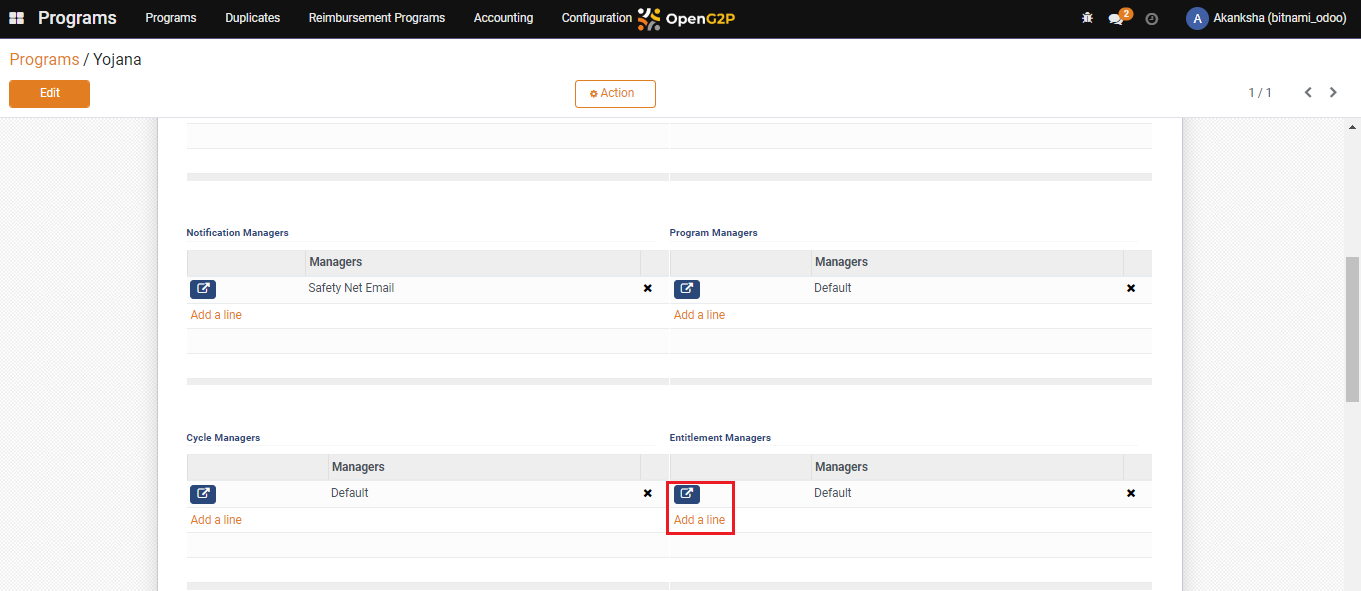 Programs Programs Duplicates Reimbursement Programs Accounting Configuration OpenG2P 2 A Akanksha (bitnami_odoo)
Programs / Yojana
Edit Action 1 / 1
Notification Managers Program Managers
Managers Managers
Safety Net Email Default
Add a line Add a line
Cycle Managers Entitlement Managers
Managers Managers
Default Default
Add a line Add a line